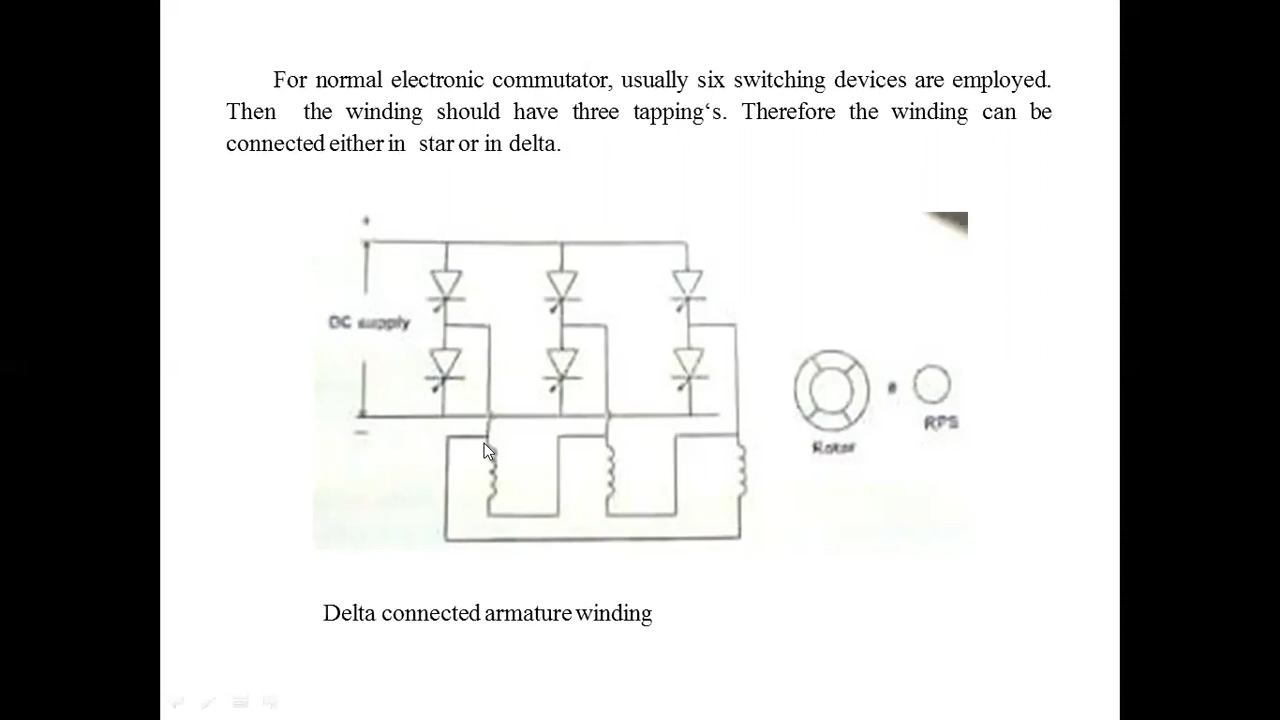 For normal electronic commutator, usually six switching devices are employed.
Then the winding should have three tapping‘s. Therefore the winding can be
connected either in star or in delta.
+
DC supply
–
RPS
Rotor
Delta connected armature winding